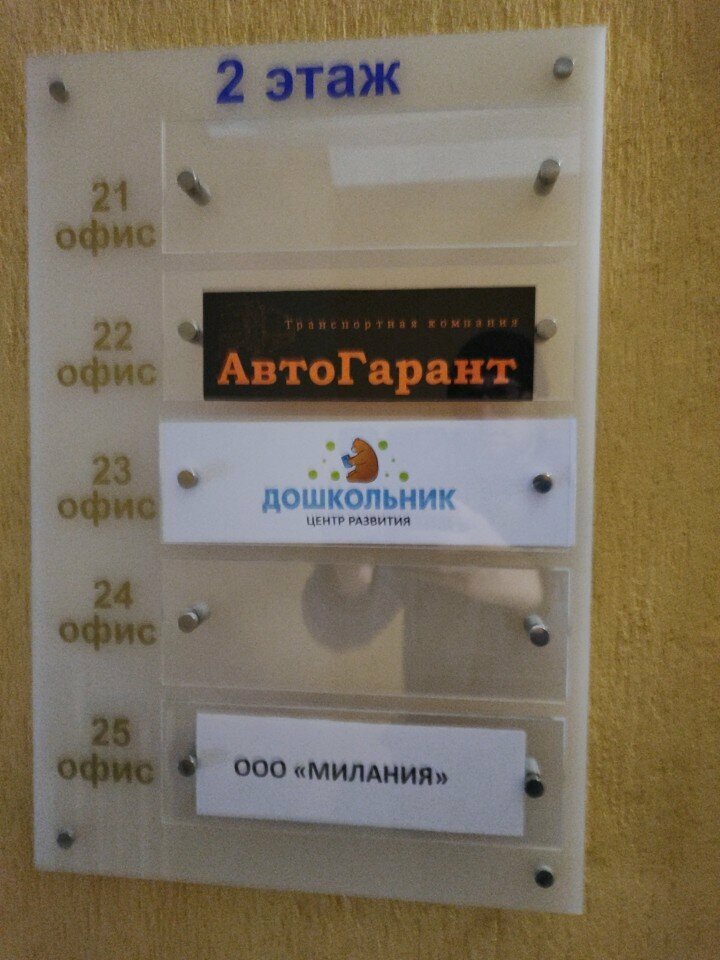 2 этаж
21
офис
22
офис
Транспортная компания
АвтоГарант
23
офис
ДОШКОЛЬНИК
ЦЕНТР РАЗВИТИЯ
24
офис
25
офис
ООО «МИЛАНИЯ»